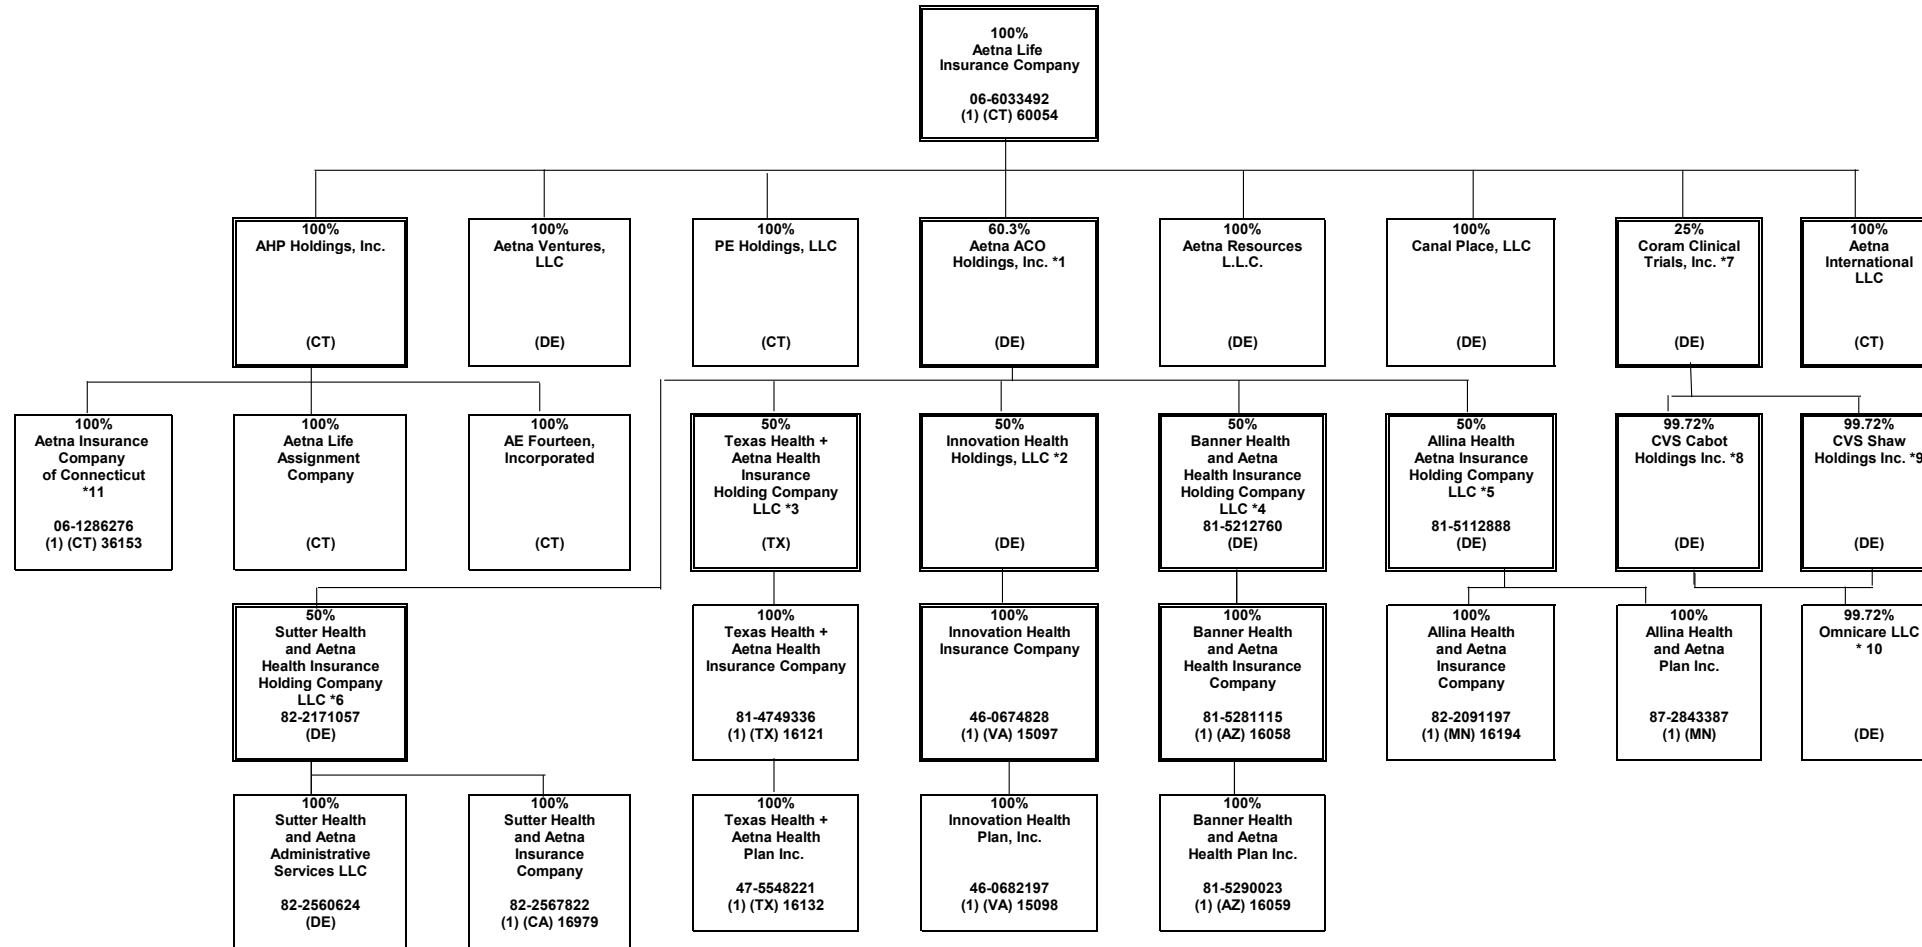 100%
Aetna Life
Insurance Company
06-6033492
(1) (CT) 60054
100%
AHP Holdings, Inc.
(CT)
100%
Aetna Ventures,
LLC
(DE)
100%
PE Holdings, LLC
(CT)
60.3%
Aetna ACO
Holdings, Inc. *1
(DE)
100%
Aetna Resources
L.L.C.
(DE)
100%
Canal Place, LLC
(DE)
25%
Coram Clinical
Trials, Inc. *7
(DE)
100%
Aetna
International
LLC
(CT)
100%
Aetna Insurance
Company
of Connecticut
*11
06-1286276
(1) (CT) 36153
100%
Aetna Life
Assignment
Company
(CT)
100%
AE Fourteen,
Incorporated
(CT)
50%
Texas Health +
Aetna Health
Insurance
Holding Company
LLC *3
(TX)
50%
Innovation Health
Holdings, LLC *2
(DE)
50%
Banner Health
and Aetna
Health Insurance
Holding Company
LLC *4
81-5212760
(DE)
50%
Allina Health
Aetna Insurance
Holding Company
LLC *5
81-5112888
(DE)
99.72%
CVS Cabot
Holdings Inc. *8
(DE)
99.72%
CVS Shaw
Holdings Inc. *9
(DE)
50%
Sutter Health
and Aetna
Health Insurance
Holding Company
LLC *6
82-2171057
(DE)
100%
Texas Health +
Aetna Health
Insurance Company
81-4749336
(1) (TX) 16121
100%
Innovation Health
Insurance Company
46-0674828
(1) (VA) 15097
100%
Banner Health
and Aetna
Health Insurance
Company
81-5281115
(1) (AZ) 16058
100%
Allina Health
and Aetna
Insurance
Company
82-2091197
(1) (MN) 16194
100%
Allina Health
and Aetna
Plan Inc.
87-2843387
(1) (MN)
99.72%
Omnicare LLC
* 10
(DE)
100%
Sutter Health
and Aetna
Administrative
Services LLC
82-2560624
(DE)
100%
Sutter Health
and Aetna
Insurance
Company
82-2567822
(1) (CA) 16979
100%
Texas Health +
Aetna Health
Plan Inc.
47-5548221
(1) (TX) 16132
100%
Innovation Health
Plan, Inc.
46-0682197
(1) (VA) 15098
100%
Banner Health
and Aetna
Health Plan Inc.
81-5290023
(1) (AZ) 16059